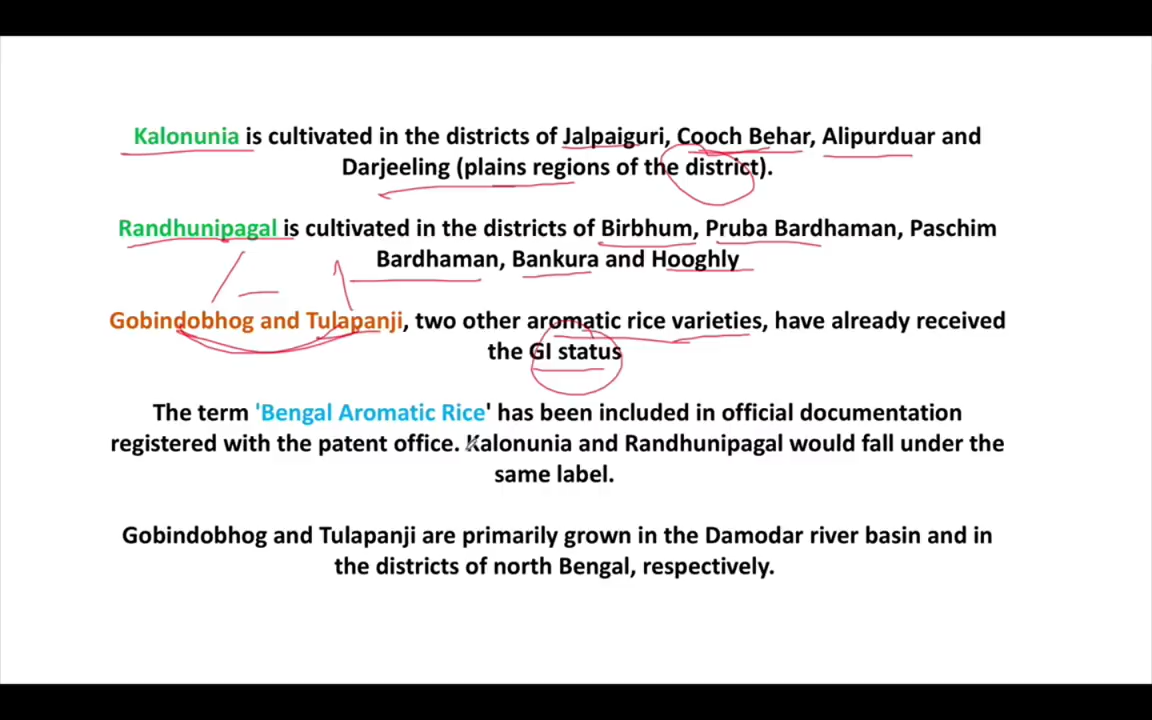 Kalonunia is cultivated in the districts of Jalpaiguri, Cooch Behar, Alipurduar and
Darjeeling (plains regions of the district).
Randhunipagal is cultivated in the districts of Birbhum, Pruba Bardhaman, Paschim
Bardhaman, Bankura and Hooghly
Gobindobhog and Tulapanji, two other aromatic rice varieties, have already received
the GI status
The term 'Bengal Aromatic Rice' has been included in official documentation
registered with the patent office. Kalonunia and Randhunipagal would fall under the
same label.
Gobindobhog and Tulapanji are primarily grown in the Damodar river basin and in
the districts of north Bengal, respectively.